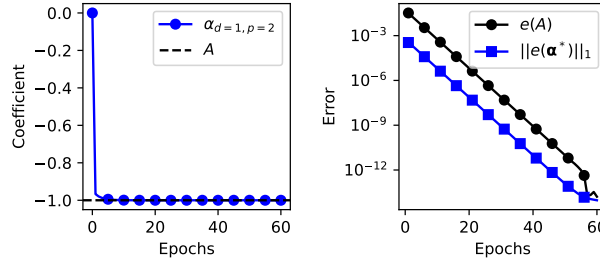 0.0
−0.2
−0.4
−0.6
−0.8
−1.0
Coefficient
0 20 40 60
Epochs
α_{d=1, p=2}
A
10^{−3}
10^{−6}
10^{−9}
10^{−12}
Error
0 20 40 60
Epochs
e(A)
||e(α^*)||_1